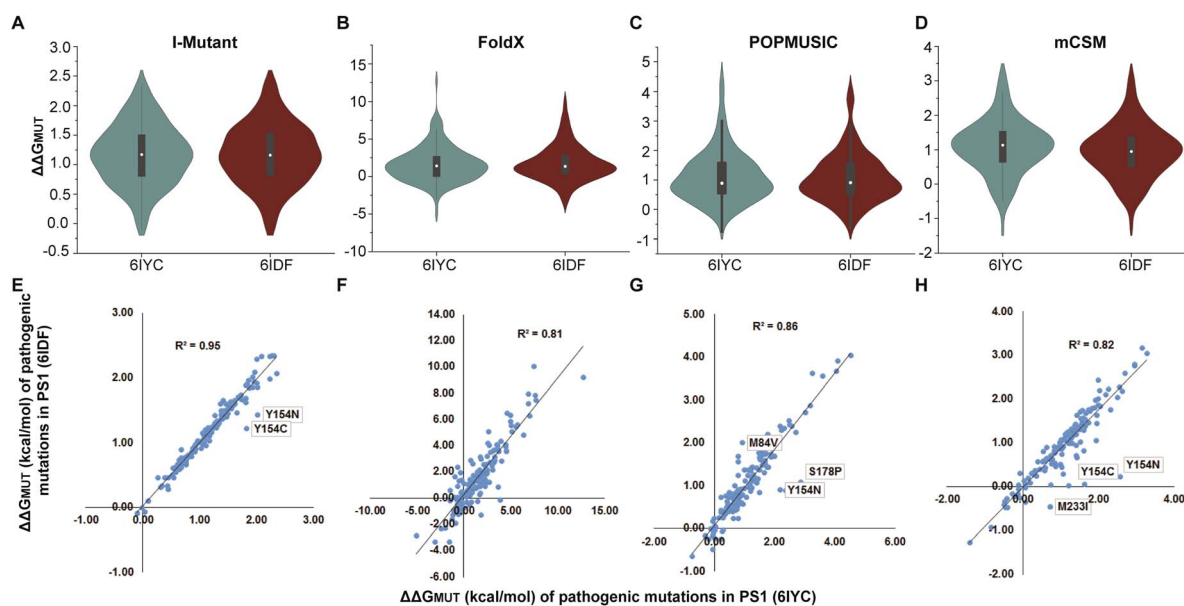 A
B
C
D
I-Mutant
FoldX
POPMUSIC
mCSM
ΔΔGMUT
3.0
2.5
2.0
1.5
1.0
0.5
0.0
-0.5
15
10
5
0
-5
-10
5
4
3
2
1
0
-1
4
3
2
1
0
-1
-2
6IYC
6IDF
6IYC
6IDF
6IYC
6IDF
6IYC
6IDF
E
F
G
H
ΔΔGMUT (kcal/mol) of pathogenic
mutations in PS1 (6IDF)
3.00
2.00
1.00
0.00
-1.00
-1.00
0.00
1.00
2.00
3.00
R² = 0.95
Y154N
Y154C
14.00
12.00
10.00
8.00
6.00
4.00
2.00
0.00
-2.00
-4.00
-6.00
-10.00
-5.00
0.00
5.00
10.00
15.00
R² = 0.81
5.00
4.00
3.00
2.00
1.00
0.00
-1.00
-2.00
0.00
2.00
4.00
6.00
R² = 0.86
M84V
S178P
Y154N
4.00
3.00
2.00
1.00
0.00
-1.00
-2.00
-2.00
0.00
2.00
4.00
R² = 0.82
Y154C
Y154N
M233I
ΔΔGMUT (kcal/mol) of pathogenic mutations in PS1 (6IYC)